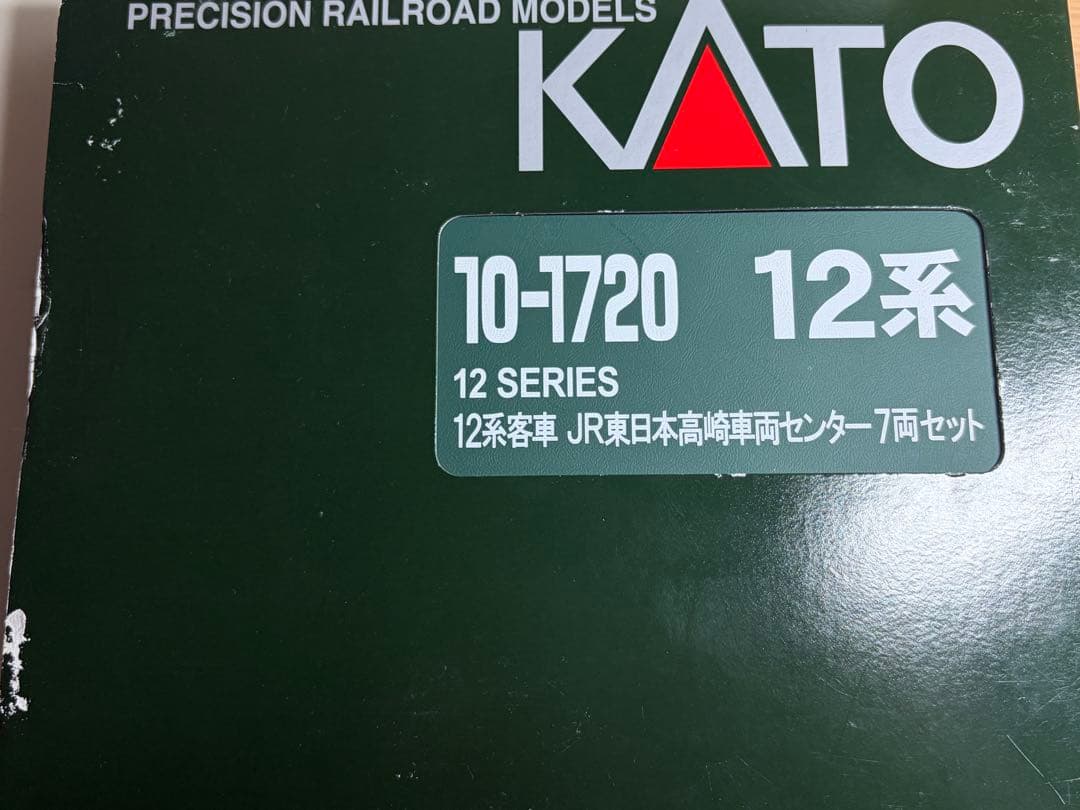 PRECISION RAILROAD MODELS
KATO
10-1720 12系
12 SERIES
12系客車 JR東日本高崎車両センター 7両セット